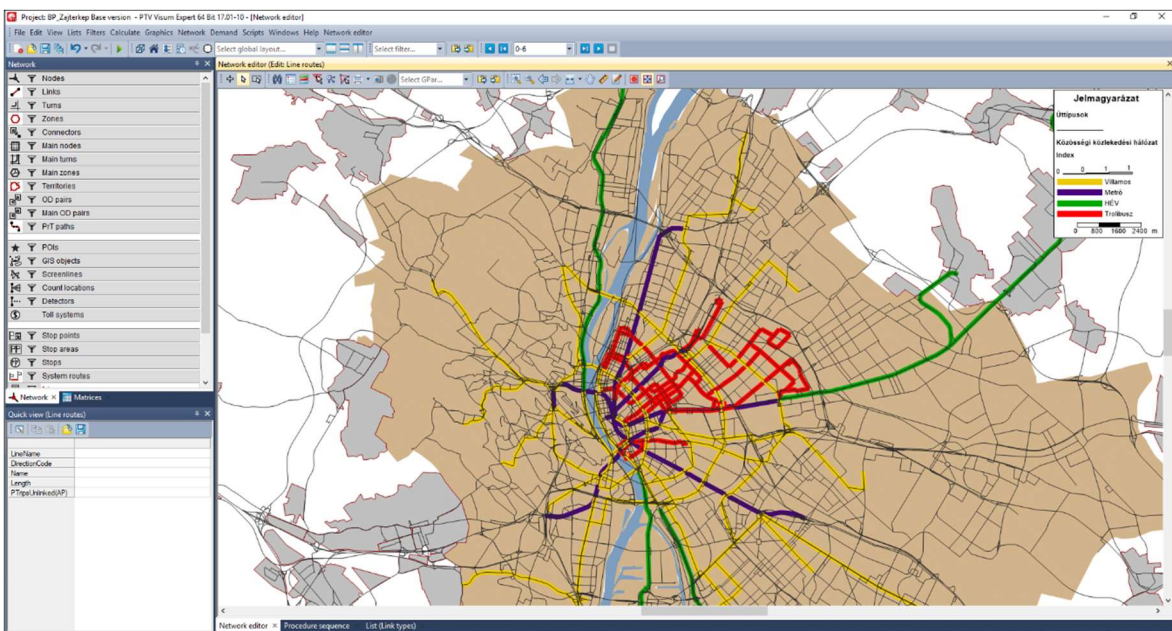 Project: BP_Zajterkep Base version - PTV Visum Expert 64 Bit 17.01-10 - [Network editor]
File Edit View Lists Filters Calculate Graphics Network Demand Scripts Windows Help Network editor
Select global layout... Select filter... 0-6
Network
Network editor (Edit: Line routes)
Select GPar...
Nodes
Links
Turns
Zones
Connectors
Main nodes
Main turns
Main zones
Territories
OD pairs
Main OD pairs
PrT paths
POIs
GIS objects
Screenlines
Count locations
Detectors
Toll systems
Stop points
Stop areas
Stops
System routes
Network Matrices
Quick view (Line routes)
LineName
DirectionCode
Name
Length
PTripsUnlinked(AP)
Jelmagyarázat
Úttípusok
Közösségi közlekedési hálózat
Index
0 1 1
Villamos
Metró
HÉV
Trolibusz
0 800 1600 2400 m
Network editor Procedure sequence List (Link types)